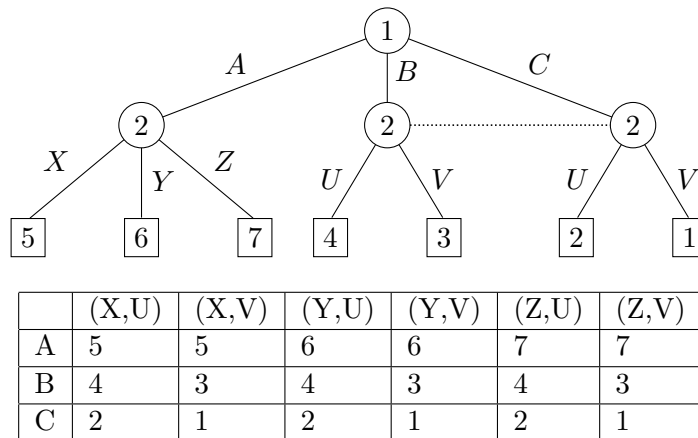 1
A B C
2 2 2
X Y Z U V U V
5 6 7 4 3 2 1
(X,U) (X,V) (Y,U) (Y,V) (Z,U) (Z,V)
A 5 5 6 6 7 7
B 4 3 4 3 4 3
C 2 1 2 1 2 1